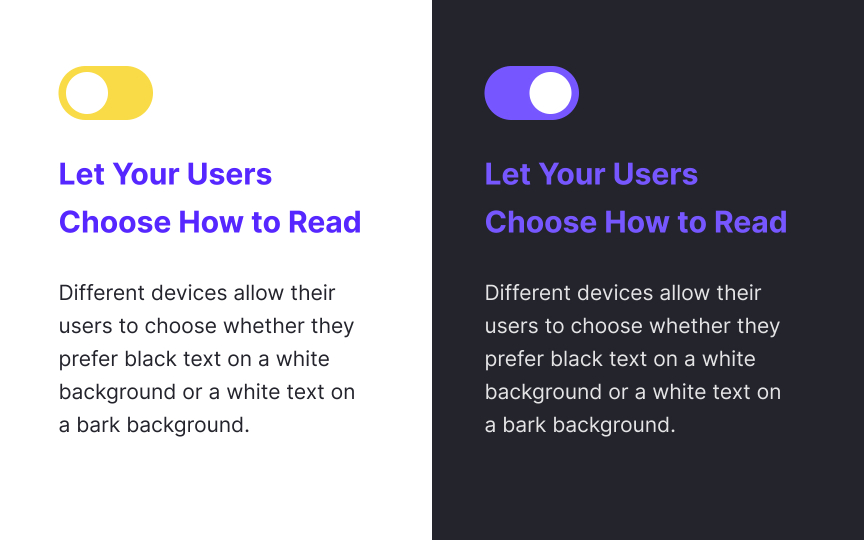 Let Your Users
Choose How to Read
Different devices allow their
users to choose whether they
prefer black text on a white
background or a white text on
a bark background.
Let Your Users
Choose How to Read
Different devices allow their
users to choose whether they
prefer black text on a white
background or a white text on
a bark background.